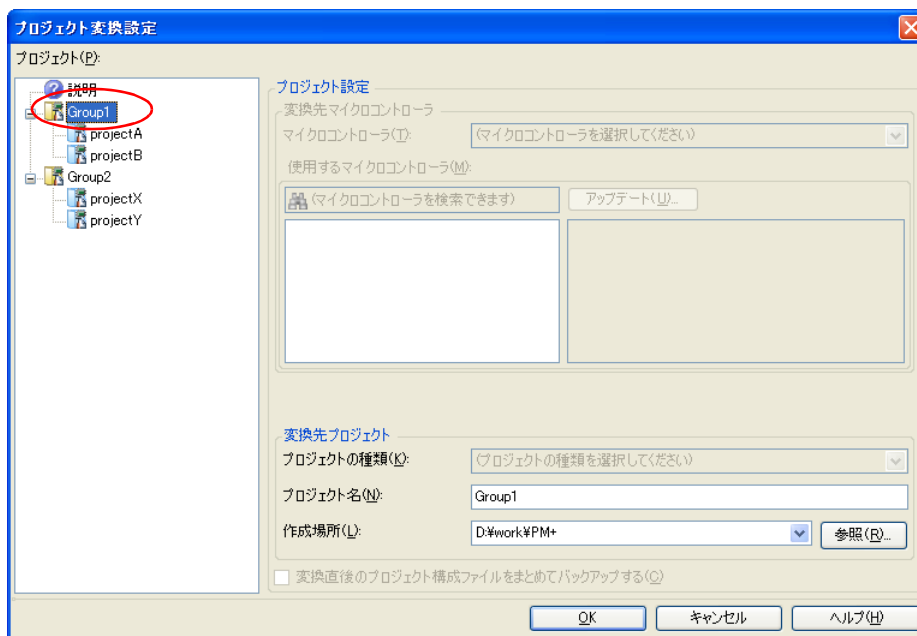 プロジェクト変換設定
プロジェクト(P):
説明
Group1
projectA
projectB
Group2
projectX
projectY
プロジェクト設定
変換先マイクロコントローラ
マイクロコントローラ(T):
(マイクロコントローラを選択してください)
使用するマイクロコントローラ(M):
(マイクロコントローラを検索できます)
アップデート(U)...
変換先プロジェクト
プロジェクトの種類(K):
(プロジェクトの種類を選択してください)
プロジェクト名(N):
Group1
作成場所(L):
D:¥work¥PM+
参照(R)...
変換直後のプロジェクト構成ファイルをまとめてバックアップする(C)
OK
キャンセル
ヘルプ(H)